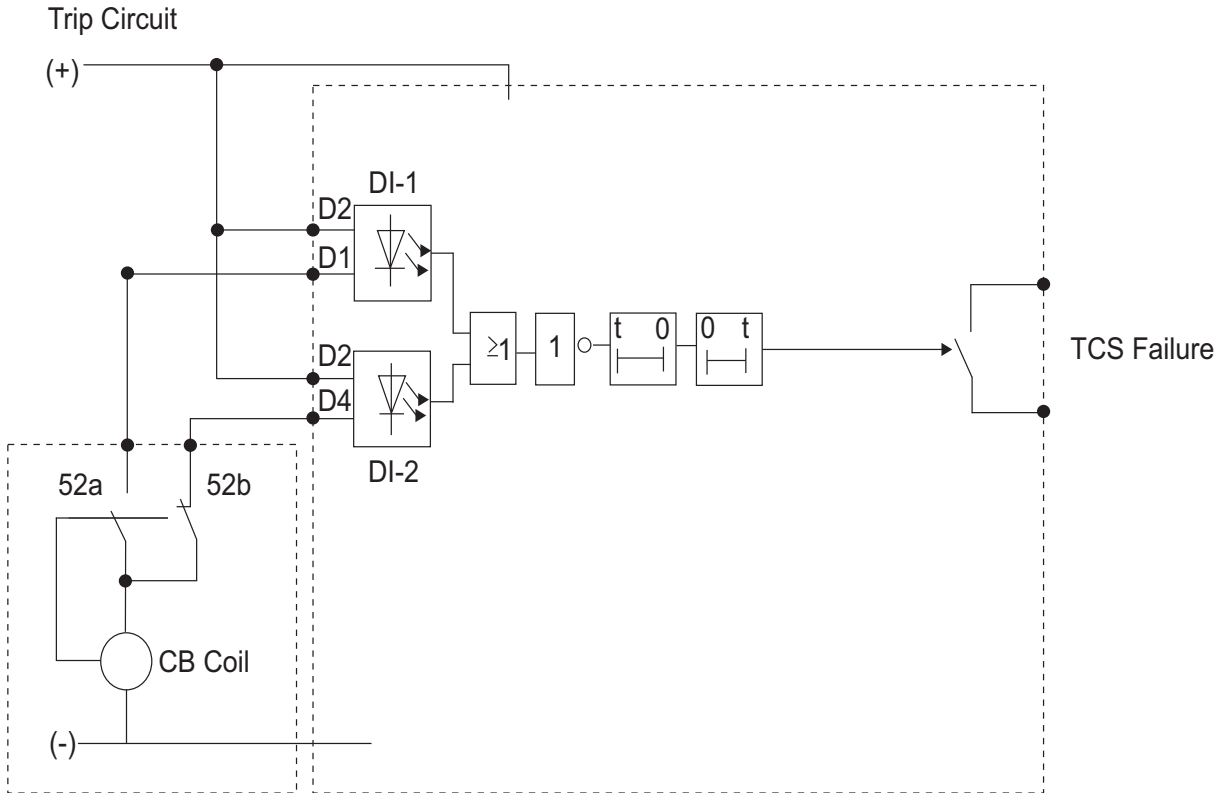 Trip Circuit
(+)
DI-1
D2
D1
≥1
1
t 0
0 t
TCS Failure
D2
D4
DI-2
52a
52b
CB Coil
(-)